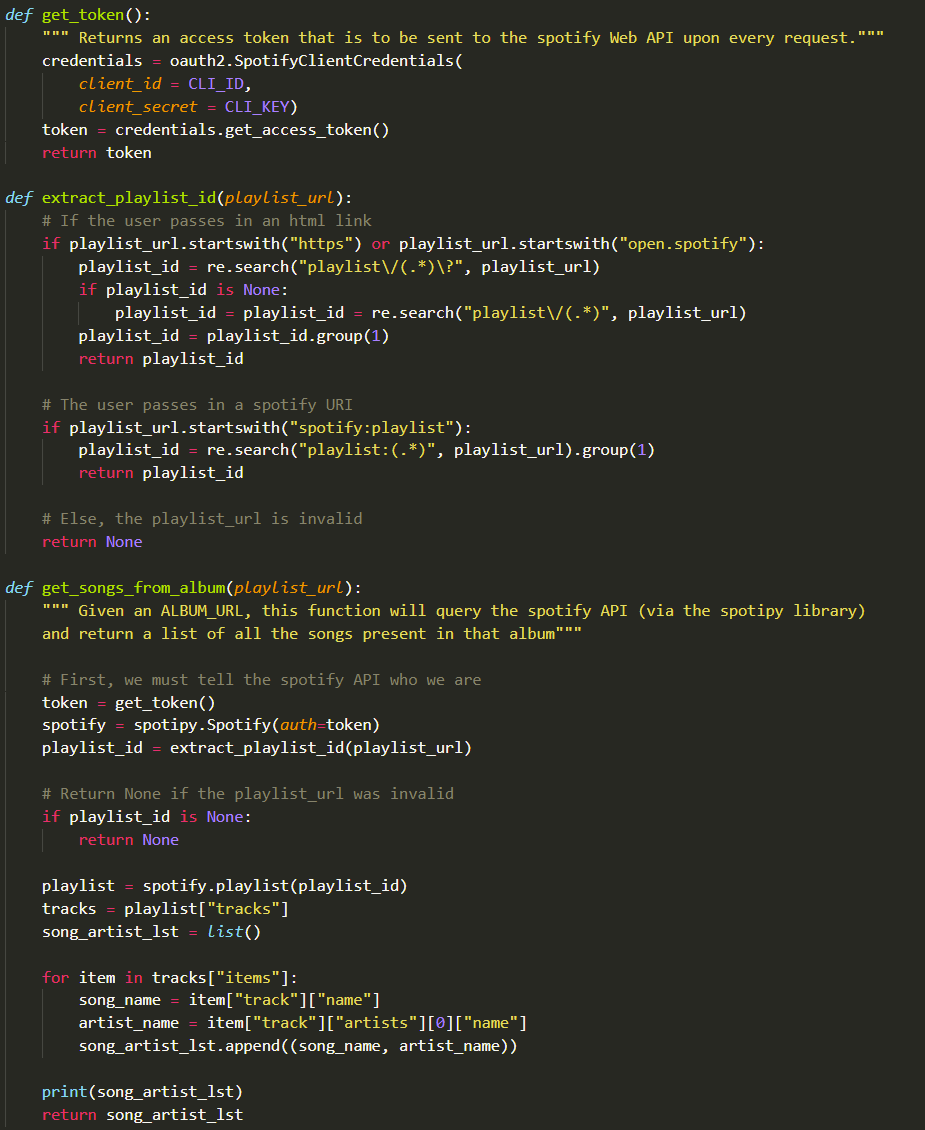 def get_token():
    """ Returns an access token that is to be sent to the spotify Web API upon every request."""
    credentials = oauth2.SpotifyClientCredentials(
        client_id = CLI_ID,
        client_secret = CLI_KEY)
    token = credentials.get_access_token()
    return token

def extract_playlist_id(playlist_url):
    # If the user passes in an html link
    if playlist_url.startswith("https") or playlist_url.startswith("open.spotify"):
        playlist_id = re.search("playlist\/(.*)\?", playlist_url)
        if playlist_id is None:
            playlist_id = playlist_id = re.search("playlist\/(.*)", playlist_url)
        playlist_id = playlist_id.group(1)
        return playlist_id

    # The user passes in a spotify URI
    if playlist_url.startswith("spotify:playlist"):
        playlist_id = re.search("playlist:(.*)", playlist_url).group(1)
        return playlist_id

    # Else, the playlist_url is invalid
    return None

def get_songs_from_album(playlist_url):
    """ Given an ALBUM_URL, this function will query the spotify API (via the spotipy library)
    and return a list of all the songs present in that album"""

    # First, we must tell the spotify API who we are
    token = get_token()
    spotify = spotipy.Spotify(auth=token)
    playlist_id = extract_playlist_id(playlist_url)

    # Return None if the playlist_url was invalid
    if playlist_id is None:
        return None

    playlist = spotify.playlist(playlist_id)
    tracks = playlist["tracks"]
    song_artist_lst = list()

    for item in tracks["items"]:
        song_name = item["track"]["name"]
        artist_name = item["track"]["artists"][0]["name"]
        song_artist_lst.append((song_name, artist_name))

    print(song_artist_lst)
    return song_artist_lst